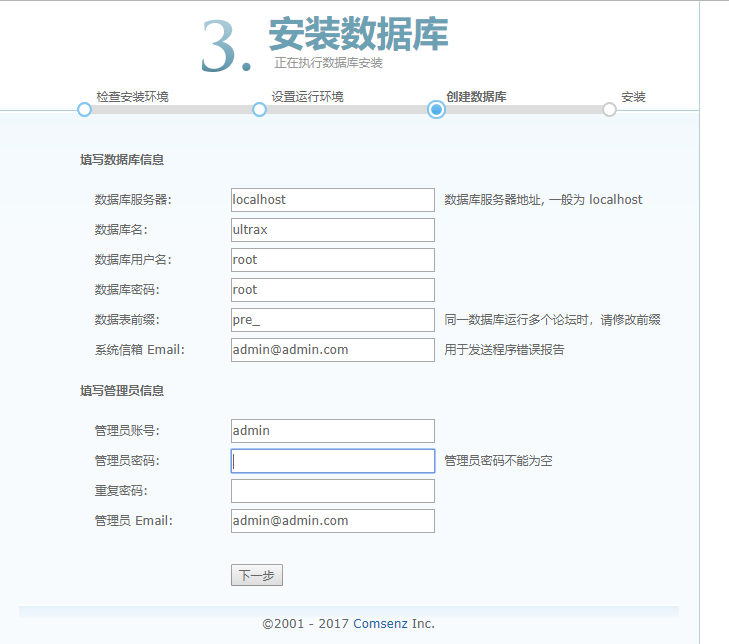 3. 安装数据库
正在执行数据库安装
检查安装环境 设置运行环境 创建数据库 安装
填写数据库信息
数据库服务器: localhost 数据库服务器地址, 一般为 localhost
数据库名: ultrax
数据库用户名: root
数据库密码: root
数据表前缀: pre_ 同一数据库运行多个论坛时，请修改前缀
系统信箱 Email: admin@admin.com 用于发送程序错误报告
填写管理员信息
管理员账号: admin
管理员密码: 管理员密码不能为空
重复密码:
管理员 Email: admin@admin.com
下一步
©2001 - 2017 Comsenz Inc.